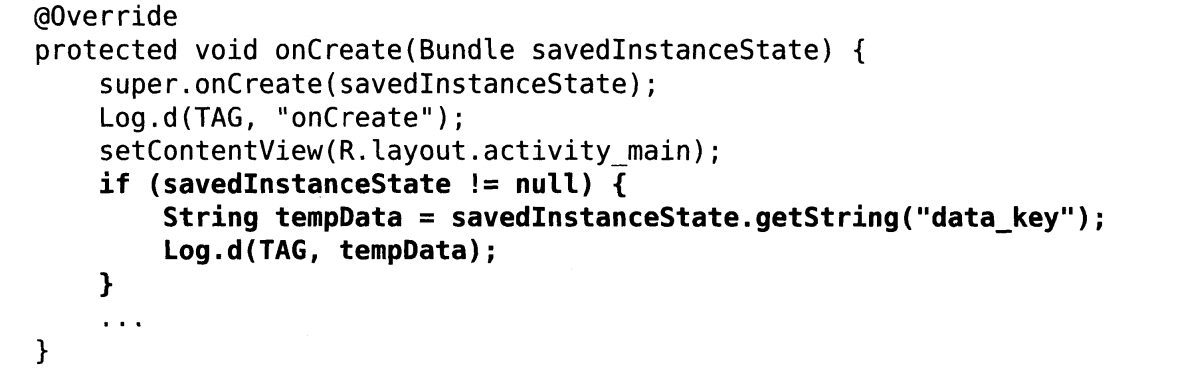 @Override
protected void onCreate(Bundle savedInstanceState) {
    super.onCreate(savedInstanceState);
    Log.d(TAG, "onCreate");
    setContentView(R.layout.activity_main);
    if (savedInstanceState != null) {
        String tempData = savedInstanceState.getString("data_key");
        Log.d(TAG, tempData);
    }
    ...
}